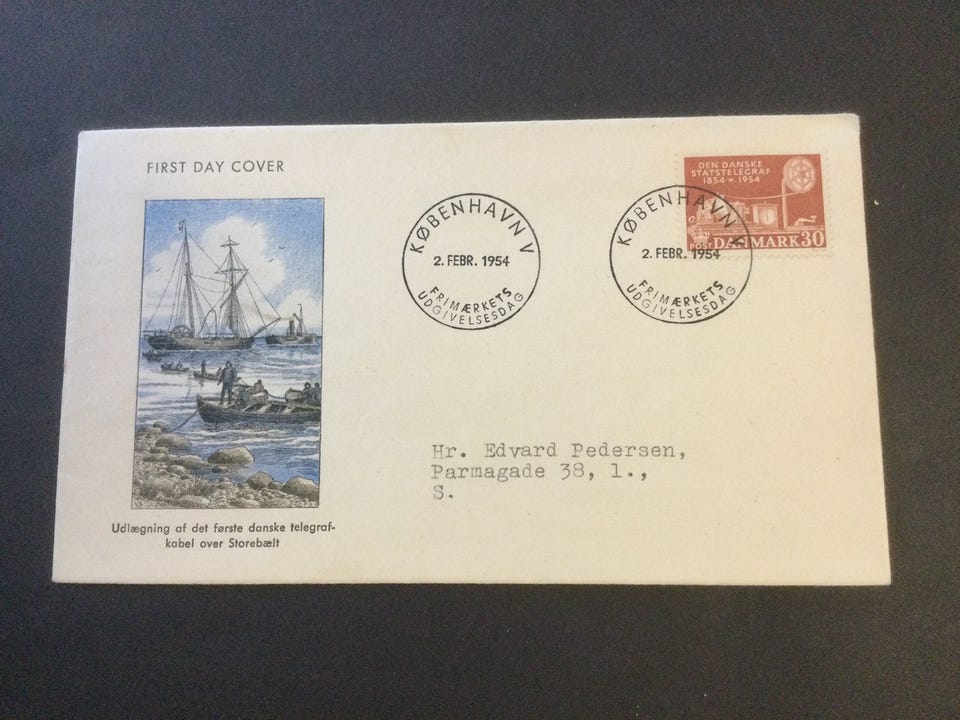 FIRST DAY COVER
Udlægning af det første danske telegraf-
kabel over Storebælt
KØBENHAVN V
2. FEBR. 1954
FRIMÆRKETS
UDGIVELSESDAG
KØBENHAVN V
2. FEBR. 1954
FRIMÆRKETS
UDGIVELSESDAG
DEN DANSKE
STATSTELEGRAF
1854 * 1954
POST DANMARK 30
Hr. Edvard Pedersen,
Parmagade 38, 1.,
S.